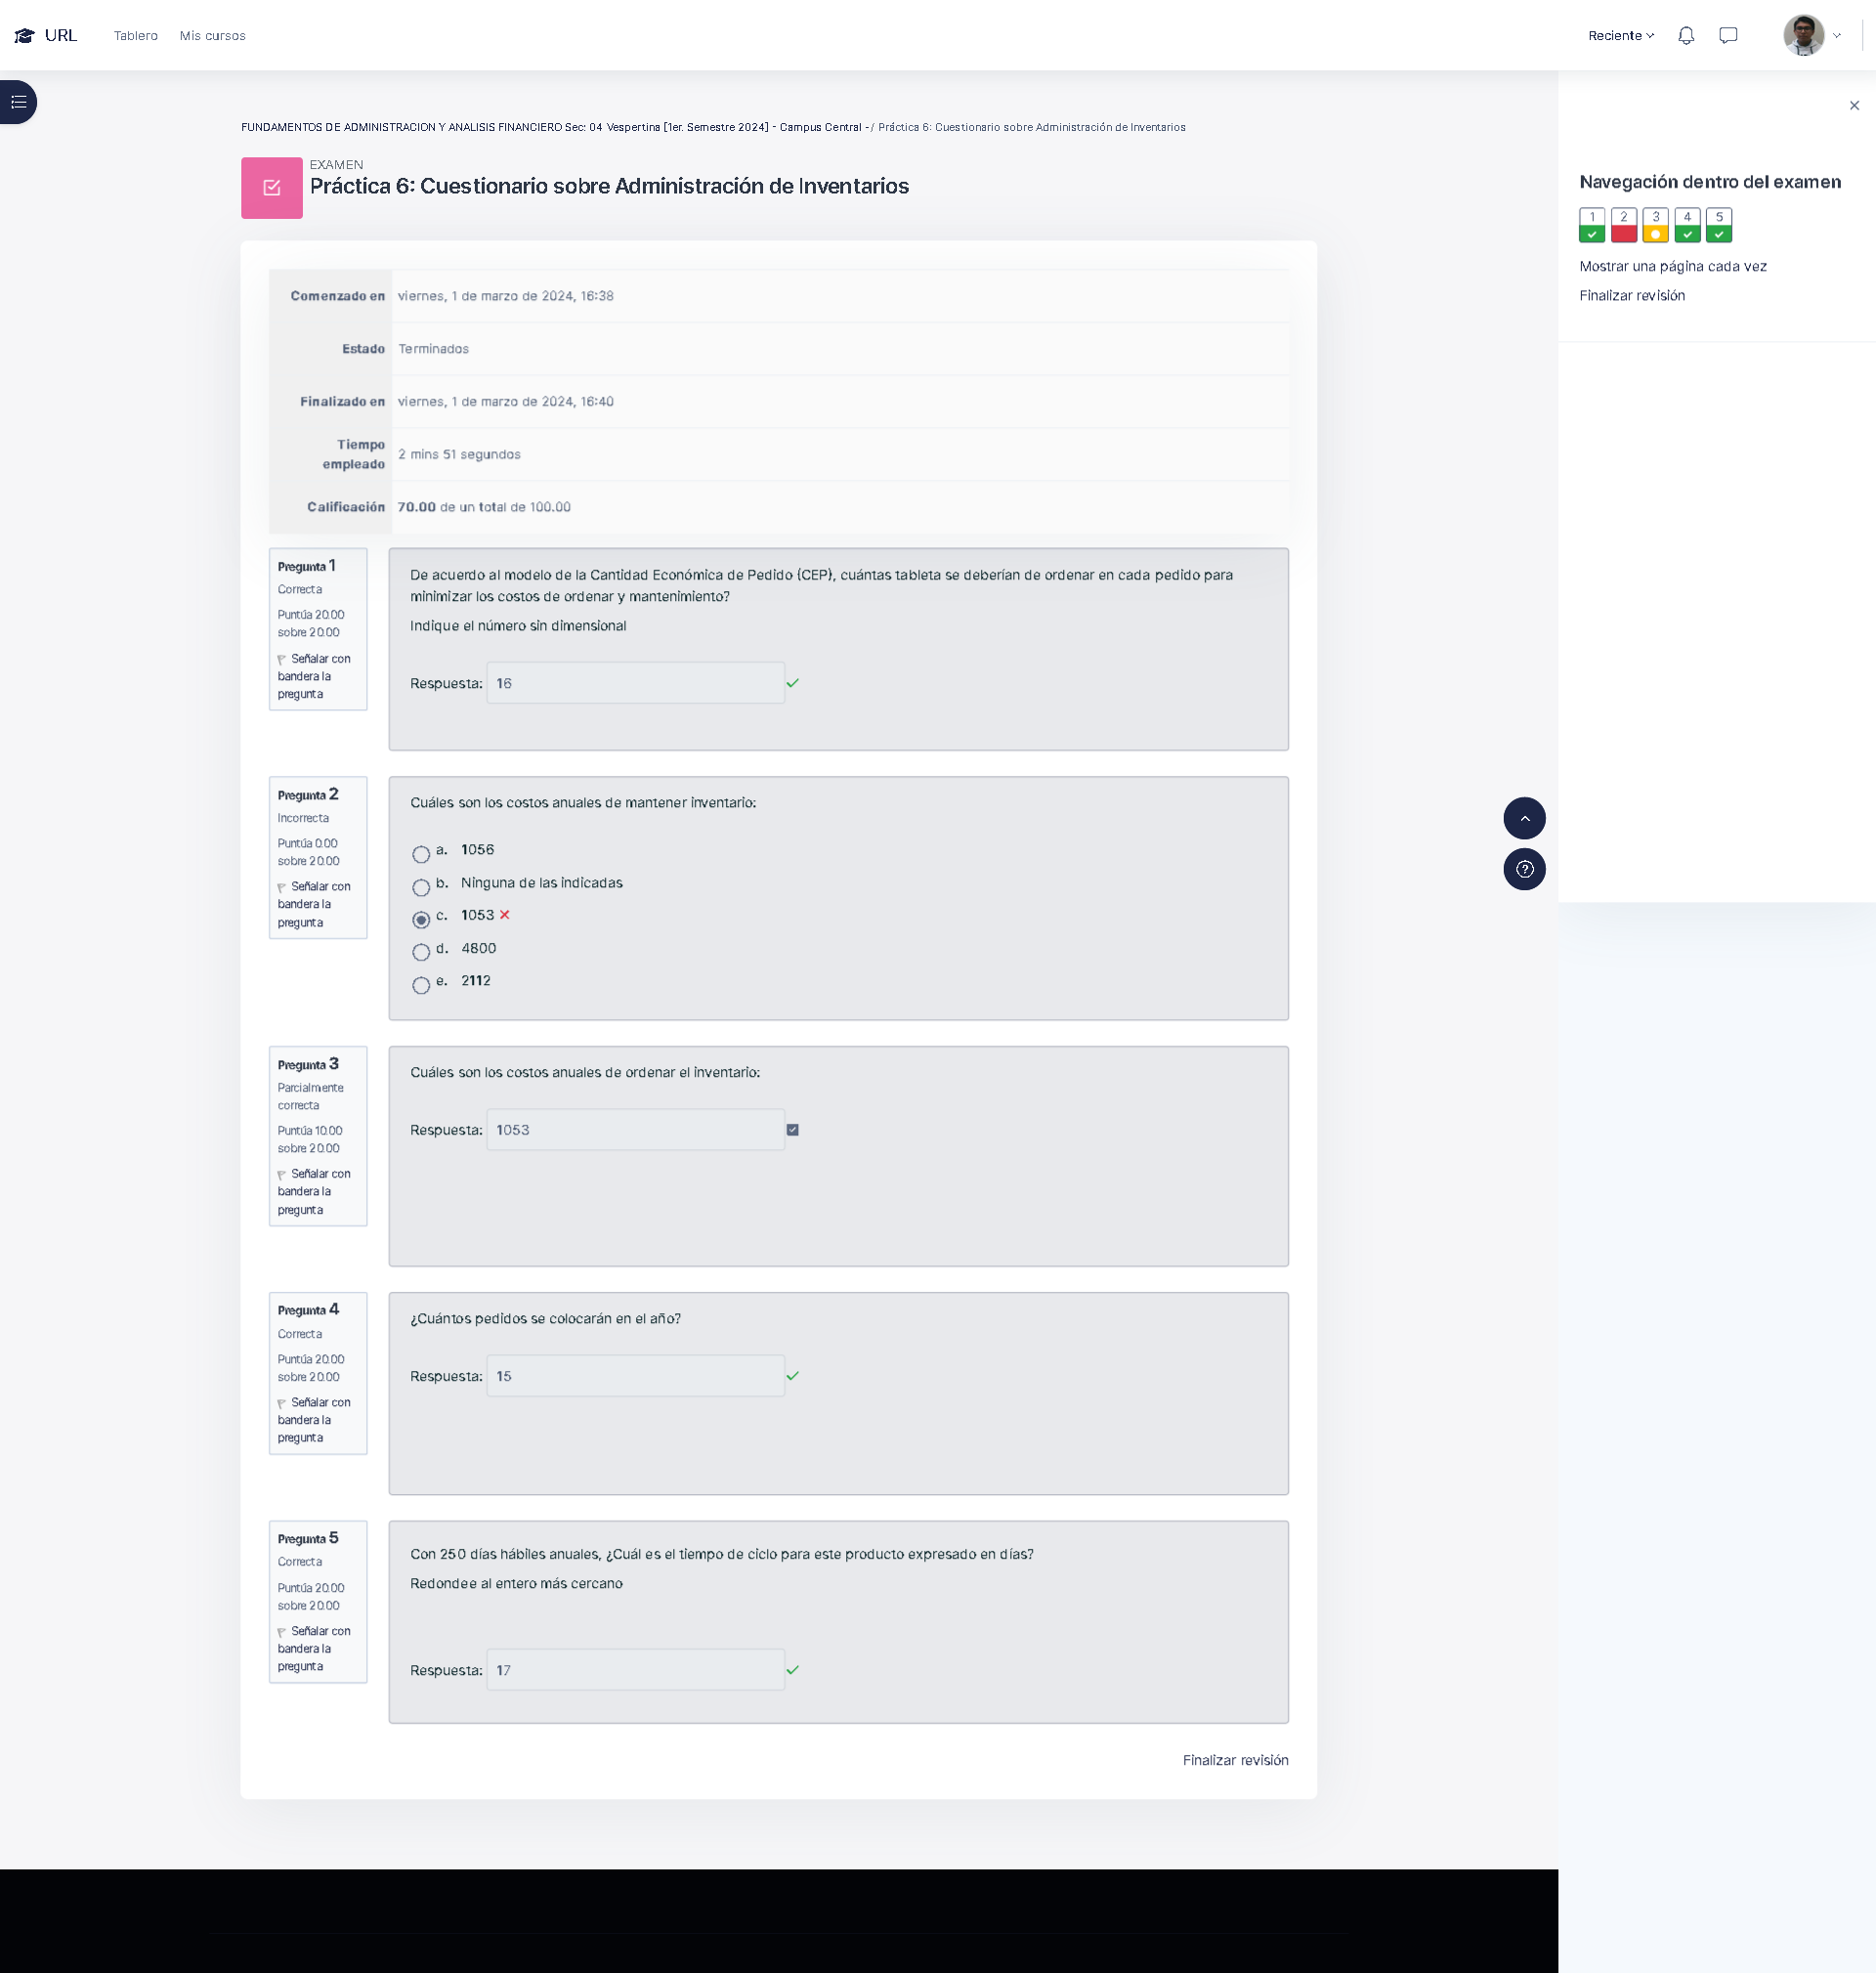 URL Tablero Mis cursos Reciente
FUNDAMENTOS DE ADMINISTRACION Y ANALISIS FINANCIERO Sec: 04 Vespertina [1er. Semestre 2024] - Campus Central - / Práctica 6: Cuestionario sobre Administración de Inventarios
EXAMEN
Práctica 6: Cuestionario sobre Administración de Inventarios
Comenzado en viernes, 1 de marzo de 2024, 16:38
Estado Terminados
Finalizado en viernes, 1 de marzo de 2024, 16:40
Tiempo
empleado 2 mins 51 segundos
Calificación 70.00 de un total de 100.00
Pregunta 1
Correcta
Puntúa 20.00
sobre 20.00
Señalar con
bandera la
pregunta
De acuerdo al modelo de la Cantidad Económica de Pedido (CEP), cuántas tableta se deberían de ordenar en cada pedido para
minimizar los costos de ordenar y mantenimiento?
Indique el número sin dimensional
Respuesta: 16
Pregunta 2
Incorrecta
Puntúa 0.00
sobre 20.00
Señalar con
bandera la
pregunta
Cuáles son los costos anuales de mantener inventario:
a. 1056
b. Ninguna de las indicadas
c. 1053
d. 4800
e. 2112
Pregunta 3
Parcialmente
correcta
Puntúa 10.00
sobre 20.00
Señalar con
bandera la
pregunta
Cuáles son los costos anuales de ordenar el inventario:
Respuesta: 1053
Pregunta 4
Correcta
Puntúa 20.00
sobre 20.00
Señalar con
bandera la
pregunta
¿Cuántos pedidos se colocarán en el año?
Respuesta: 15
Pregunta 5
Correcta
Puntúa 20.00
sobre 20.00
Señalar con
bandera la
pregunta
Con 250 días hábiles anuales, ¿Cuál es el tiempo de ciclo para este producto expresado en días?
Redondee al entero más cercano
Respuesta: 17
Finalizar revisión
Navegación dentro del examen
1 2 3 4 5
Mostrar una página cada vez
Finalizar revisión